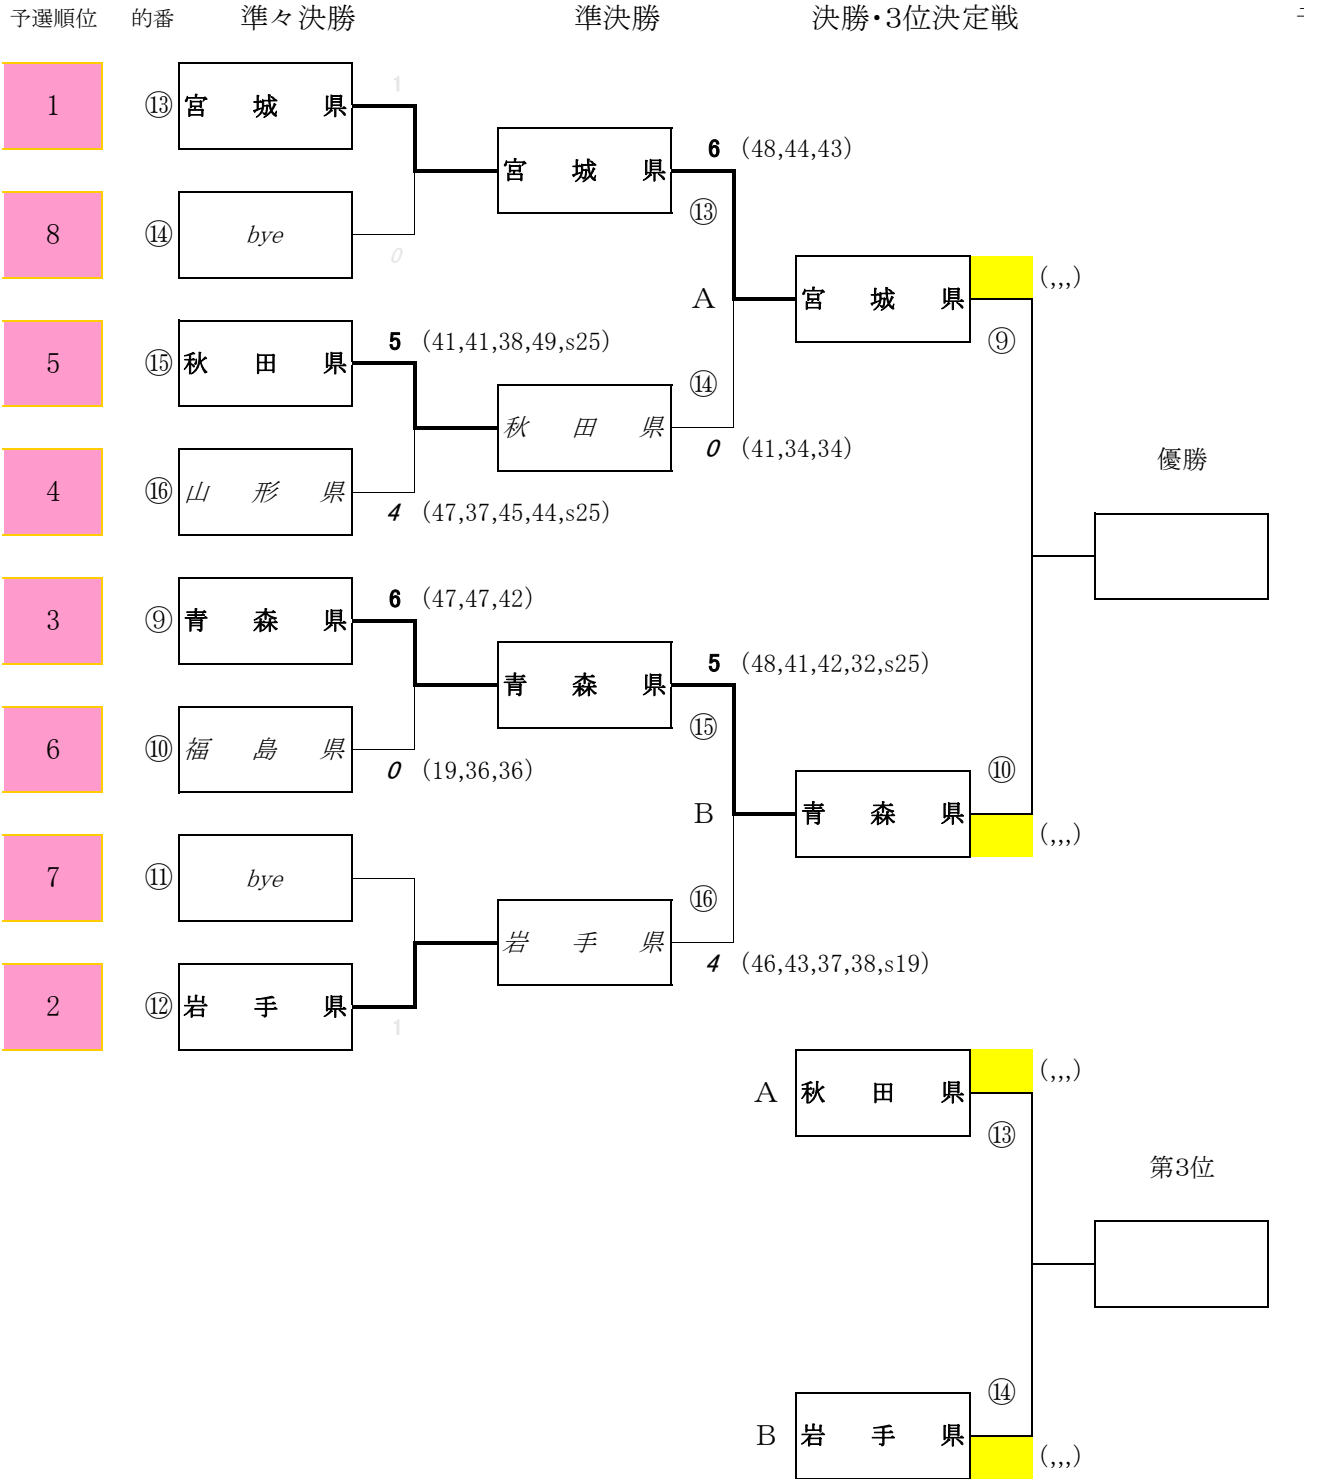 予選順位 的番 準々決勝 準決勝 決勝・3位決定戦
1 ⑬ 宮城県 1
宮城県 6 (48,44,43)
⑬
8 ⑭ bye 0
A 宮城県 (,,,)
⑨
5 ⑮ 秋田県 5 (41,41,38,49,s25)
⑭
秋田県 0 (41,34,34)
優勝
4 ⑯ 山形県 4 (47,37,45,44,s25)
3 ⑨ 青森県 6 (47,47,42)
青森県 5 (48,41,42,32,s25)
⑮
6 ⑩ 福島県 0 (19,36,36)
⑩
B 青森県 (,,,)
7 ⑪ bye
⑯
岩手県 4 (46,43,37,38,s19)
2 ⑫ 岩手県 1
A 秋田県 (,,,)
⑬
第3位
⑭
B 岩手県 (,,,)